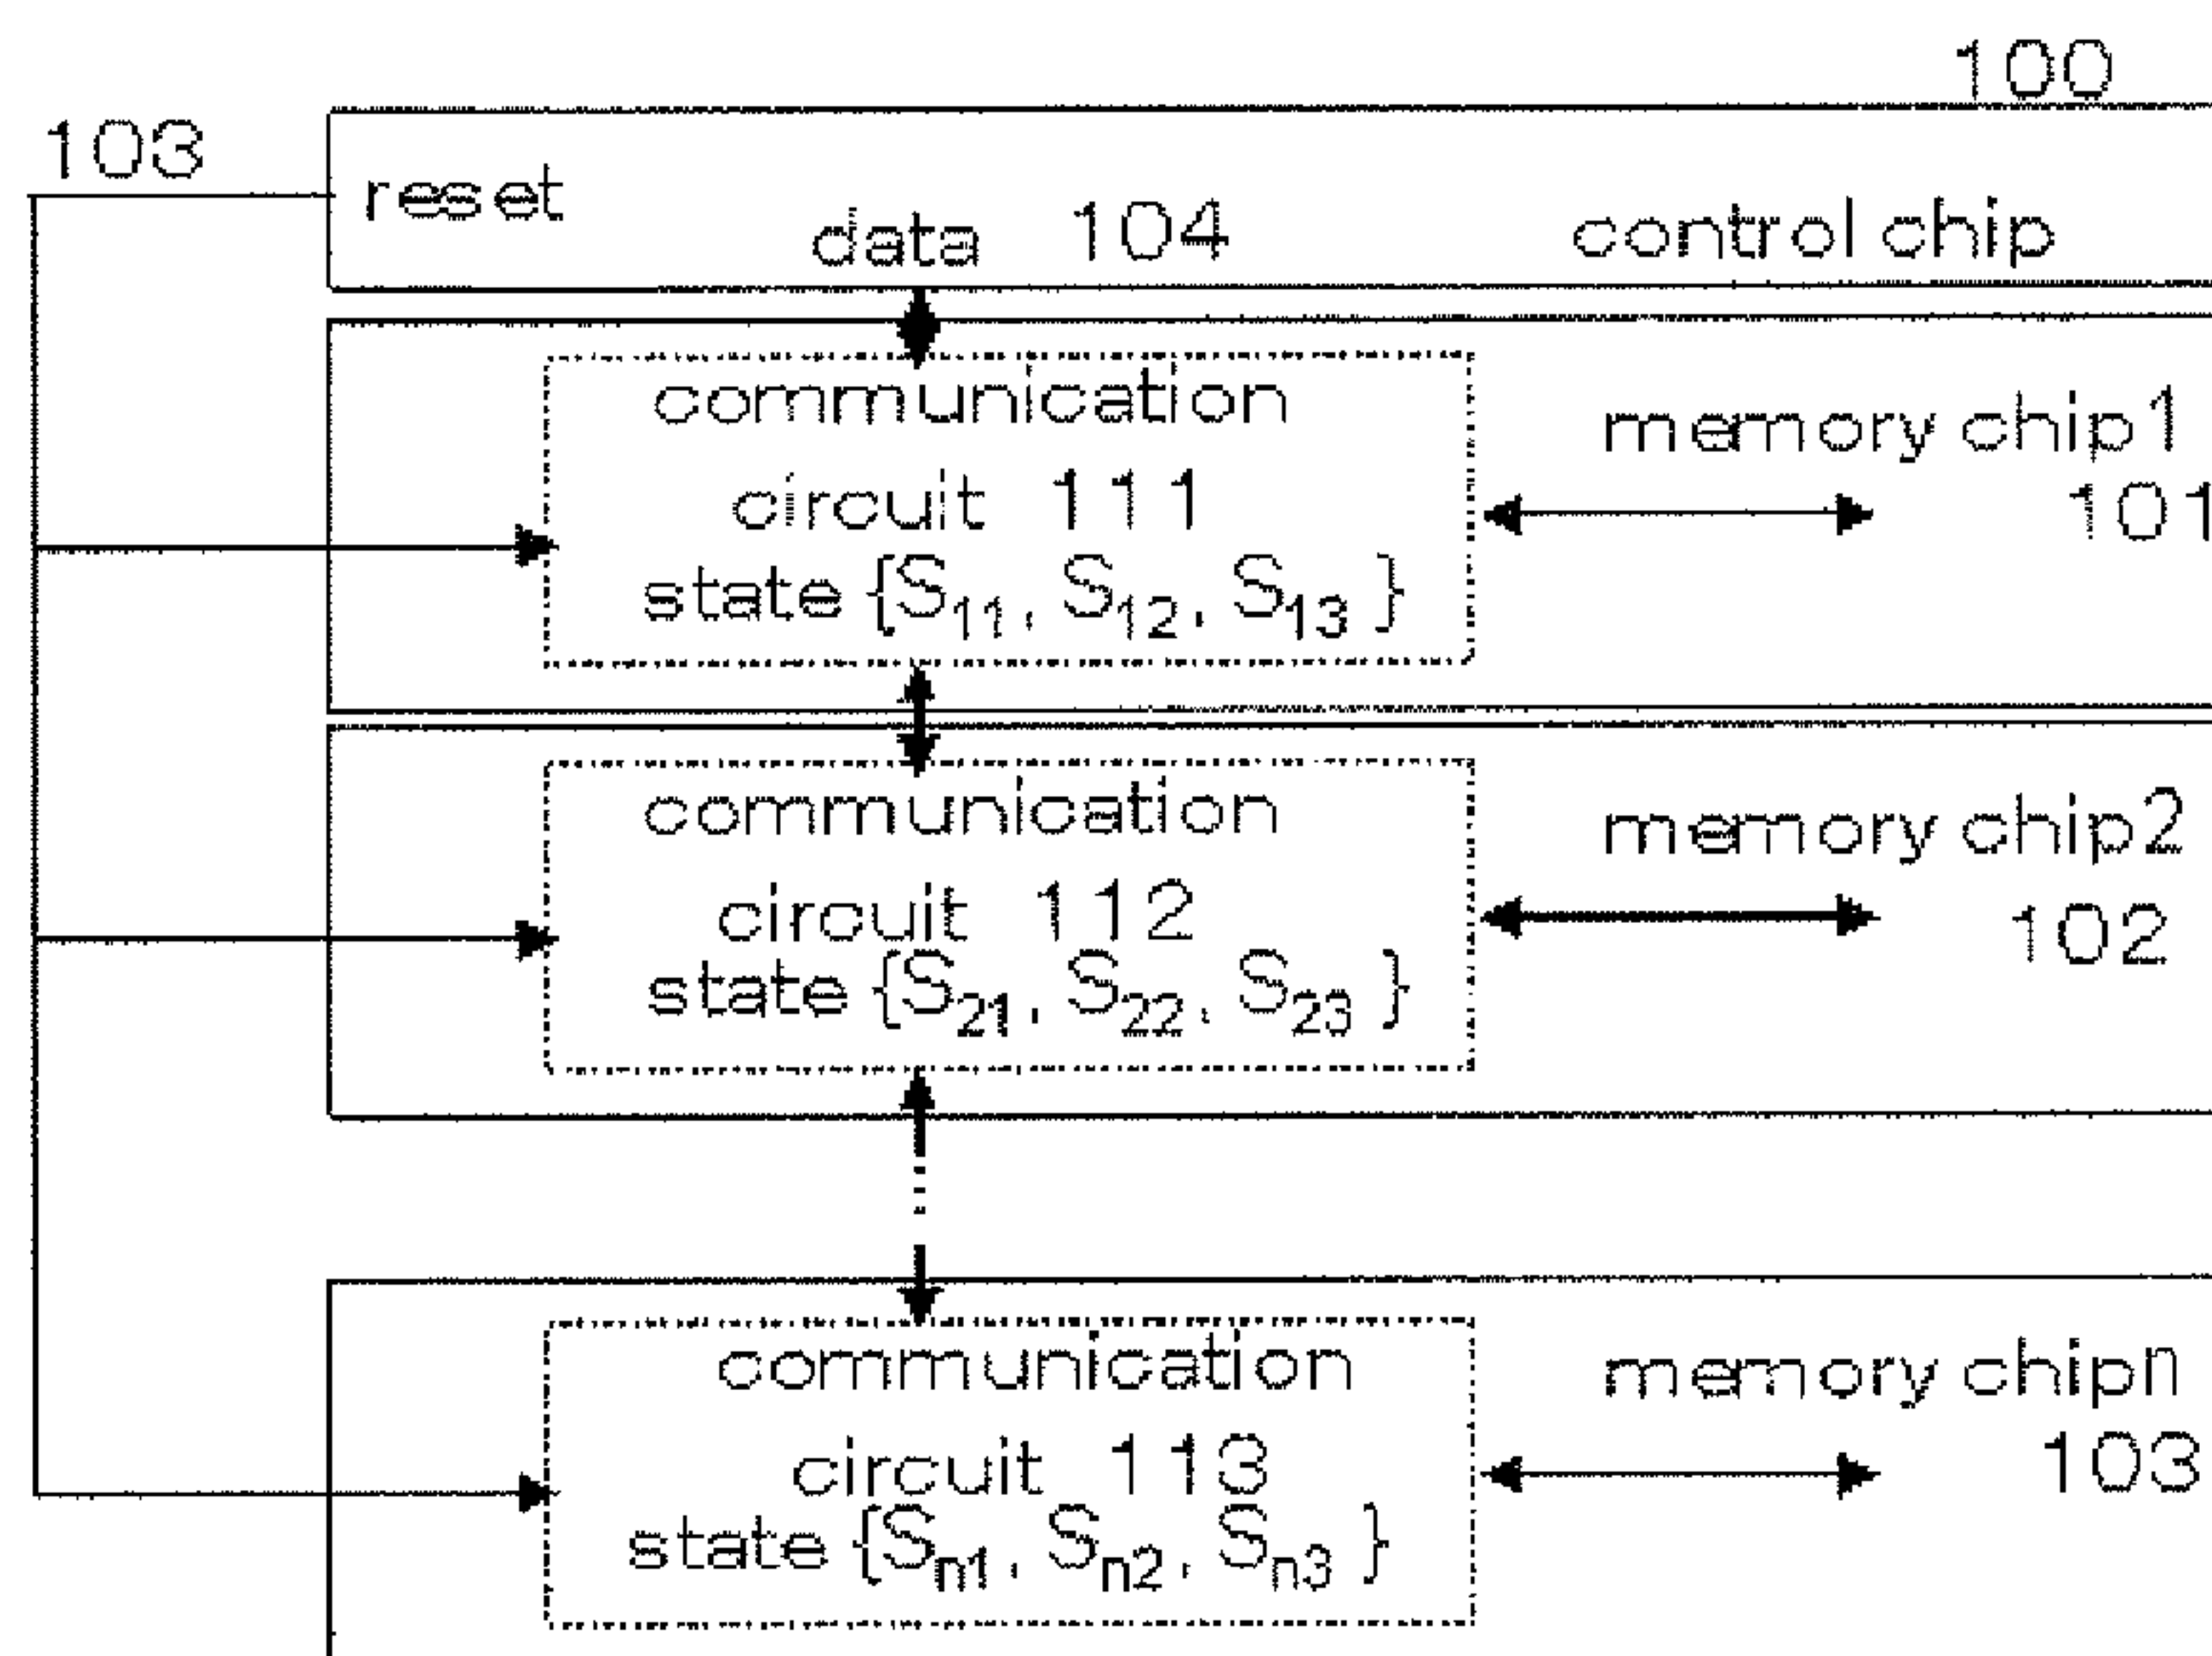 100
103
reset
data 104 control chip
communication
circuit 111
state {S11, S12, S13 }
memory chip1
101
communication
circuit 112
state {S21, S22, S23 }
memory chip2
102
communication
circuit 113
state {Sn1, Sn2, Sn3 }
memory chipn
103